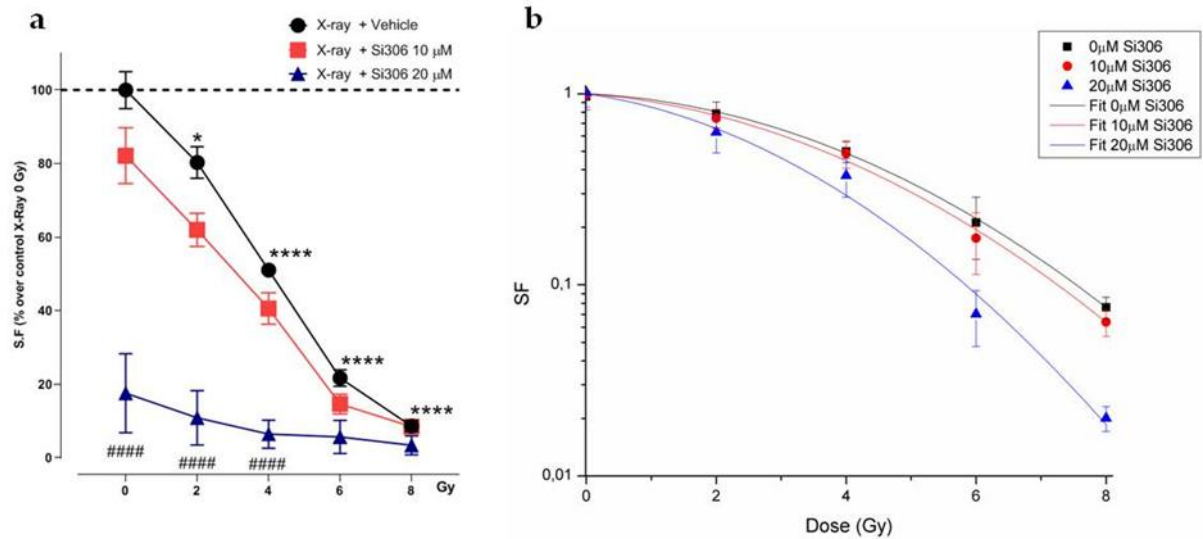 a
X-ray + Vehicle
X-ray + Si306 10 μM
X-ray + Si306 20 μM
S.F (% over control X-Ray 0 Gy)
100
80
60
40
20
0
*
****
****
****
####
####
####
0 2 4 6 8 Gy
b
0μM Si306
10μM Si306
20μM Si306
Fit 0μM Si306
Fit 10μM Si306
Fit 20μM Si306
SF
1
0,1
0,01
0 2 4 6 8
Dose (Gy)